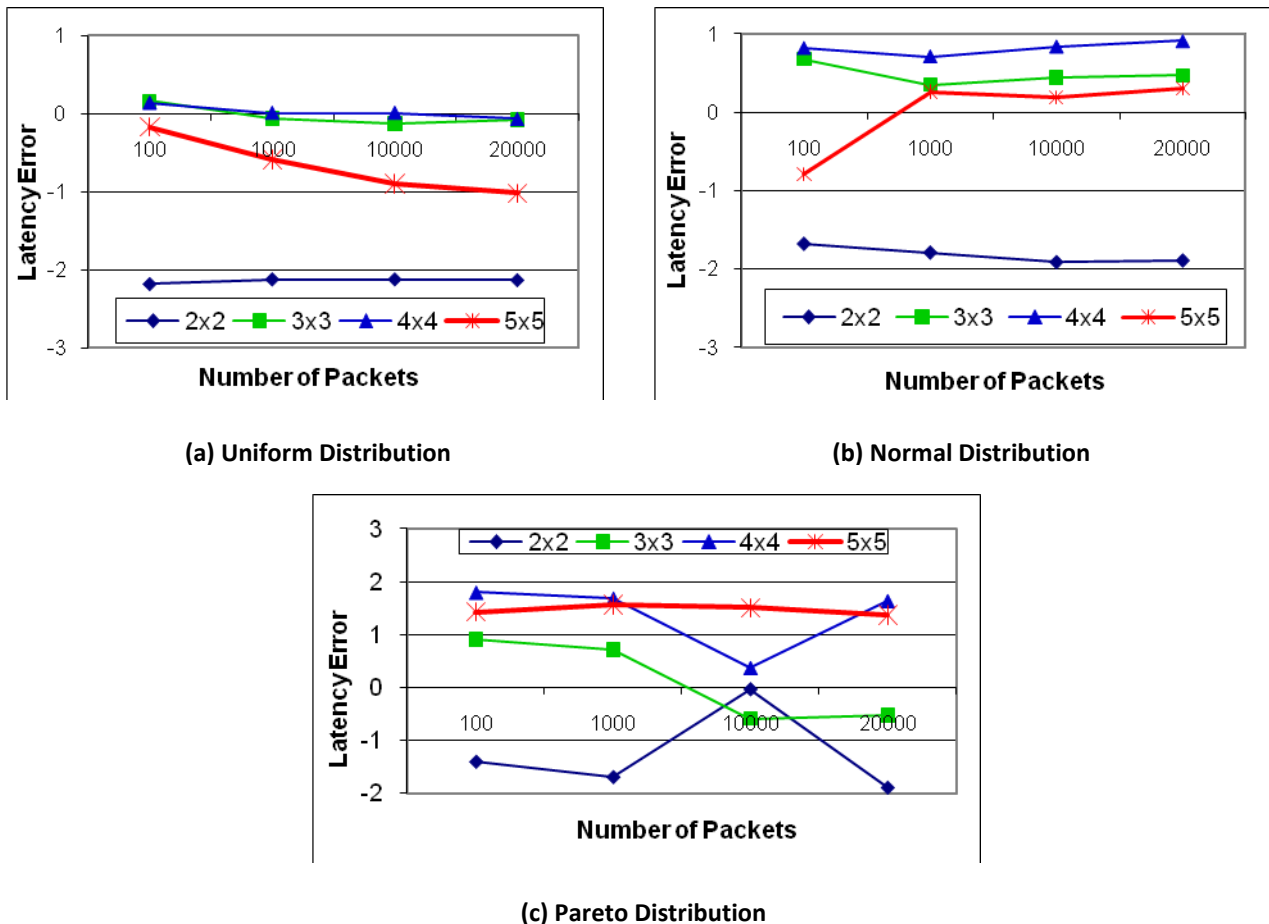 1
0
-1
-2
-3
Latency Error
100
1000
10000
20000
2x2
3x3
4x4
5x5
Number of Packets
(a) Uniform Distribution
1
0
-1
-2
-3
Latency Error
100
1000
10000
20000
2x2
3x3
4x4
5x5
Number of Packets
(b) Normal Distribution
3
2
1
0
-1
-2
Latency Error
2x2
3x3
4x4
5x5
100
1000
10000
20000
Number of Packets
(c) Pareto Distribution